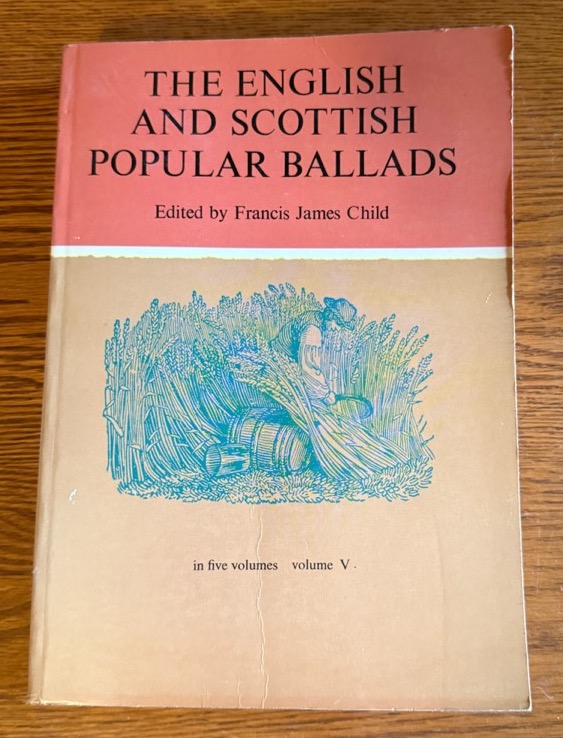 THE ENGLISH
AND SCOTTISH
POPULAR BALLADS
Edited by Francis James Child
in five volumes volume V.